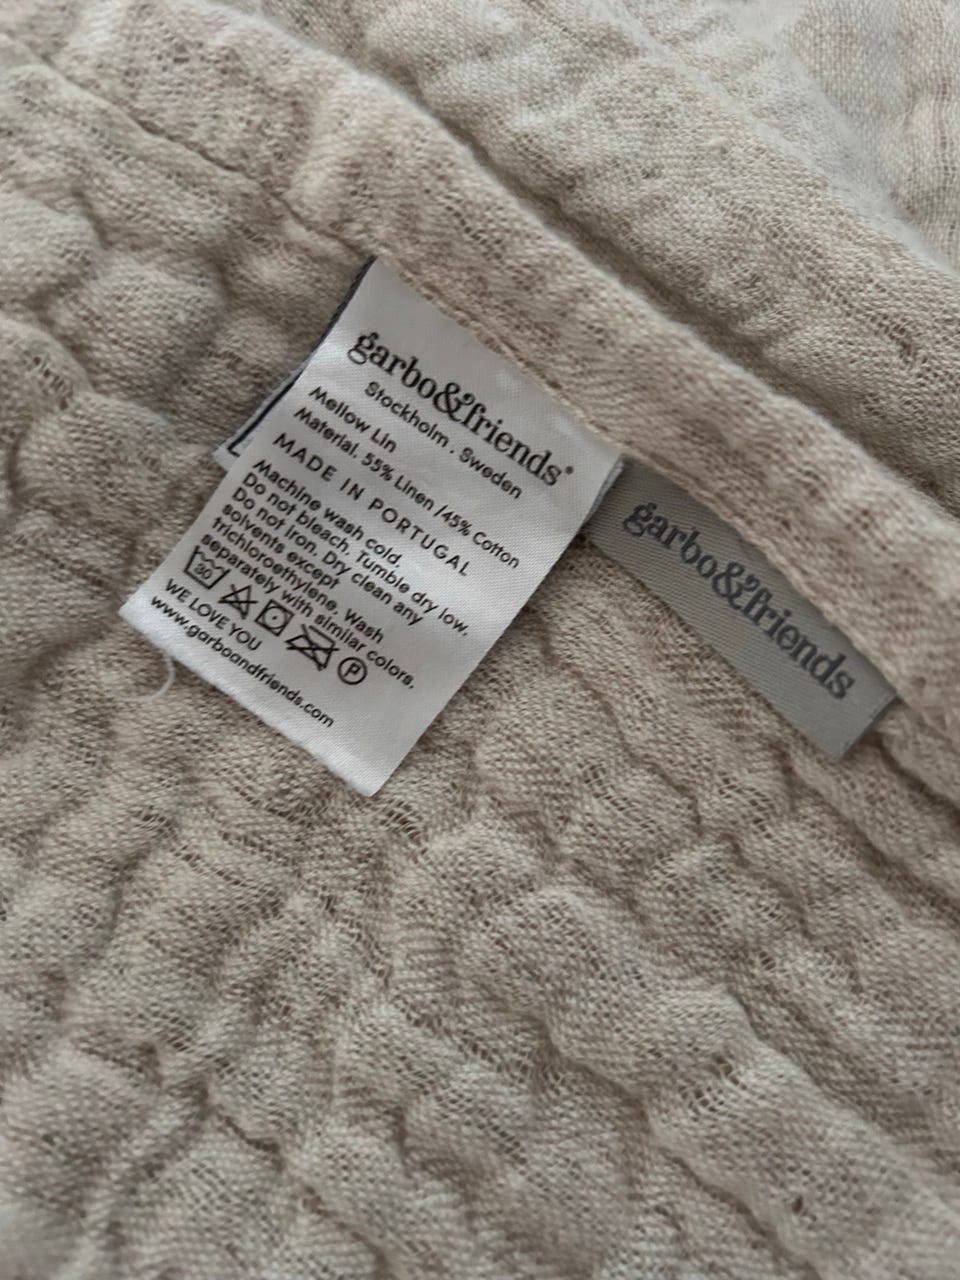 garbo&friends®
Stockholm . Sweden
Mellow Lin
Material. 55% Linen /45% Cotton
MADE IN PORTUGAL
Machine wash cold.
Do not bleach. Tumble dry low.
Do not Iron. Dry clean any
solvents except
trichloroethylene. Wash
separately with similar colors.
30
P
WE LOVE YOU
www.garboandfriends.com
garbo&friends